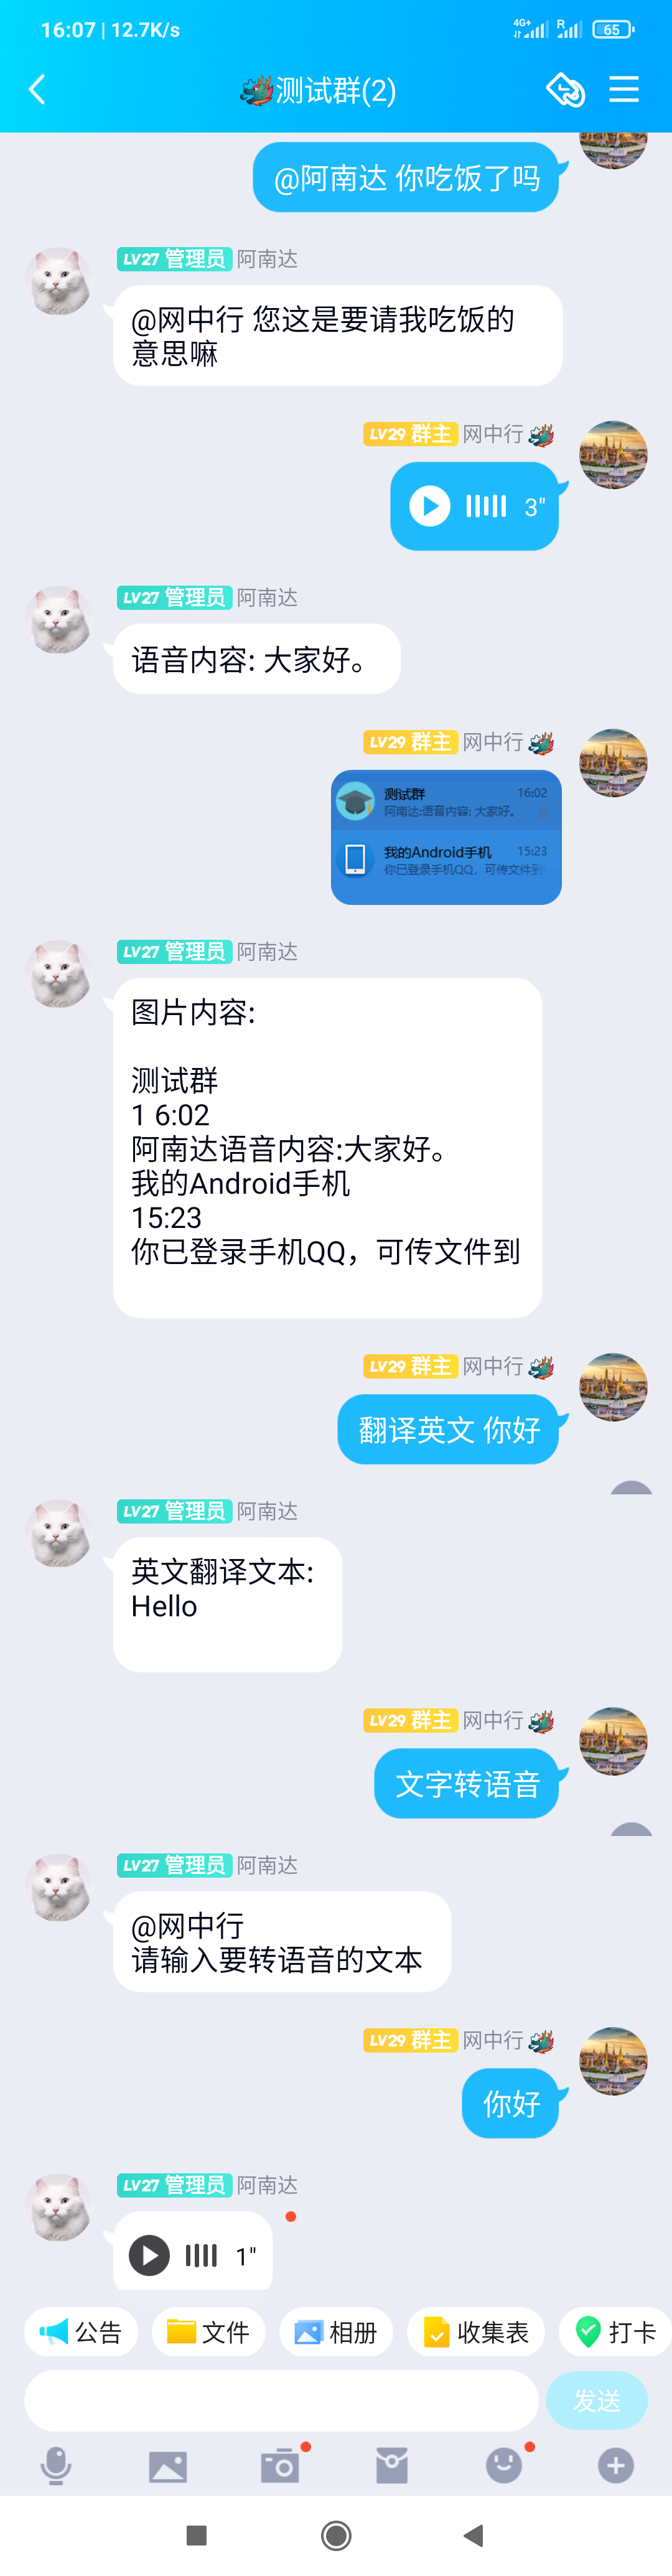 16:07 | 12.7K/s
4G+
R
65
测试群(2)
@阿南达 你吃饭了吗
LV27 管理员 阿南达
@网中行 您这是要请我吃饭的
意思嘛
LV29 群主 网中行
3"
LV27 管理员 阿南达
语音内容: 大家好。
LV29 群主 网中行
测试群 16:02
阿南达:语音内容: 大家好。
我的Android手机 15:23
你已登录手机QQ，可传文件到
LV27 管理员 阿南达
图片内容:
测试群
1 6:02
阿南达语音内容:大家好。
我的Android手机
15:23
你已登录手机QQ，可传文件到
LV29 群主 网中行
翻译英文 你好
LV27 管理员 阿南达
英文翻译文本:
Hello
LV29 群主 网中行
文字转语音
LV27 管理员 阿南达
@网中行
请输入要转语音的文本
LV29 群主 网中行
你好
LV27 管理员 阿南达
1"
公告 文件 相册 收集表 打卡
发送